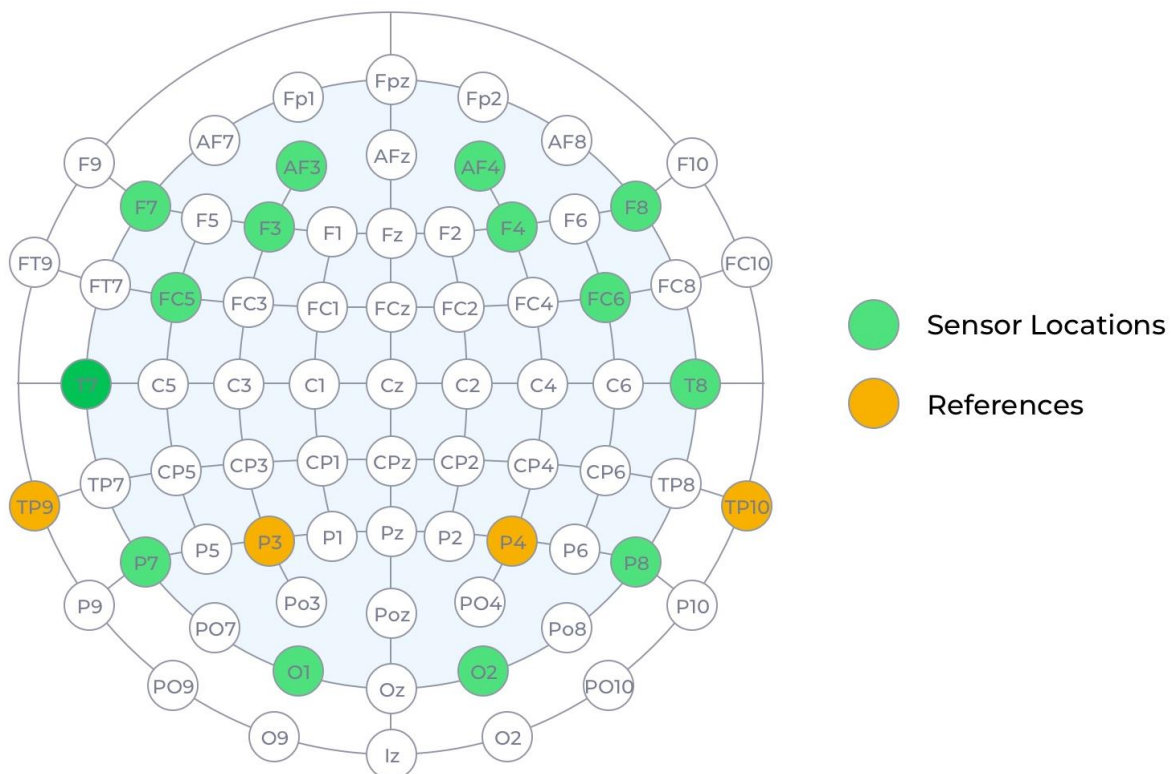 Fpz
Fp1
Fp2
AF7
AF8
AFz
F9
AF3
AF4
F10
F7
F5
F3
F1
Fz
F2
F4
F6
F8
FT9
FC10
FT7
FC5
FC3
FC1
FCz
FC2
FC4
FC6
FC8
Sensor Locations
T7
C5
C3
C1
Cz
C2
C4
C6
T8
References
TP7
CP5
CP3
CP1
CPz
CP2
CP4
CP6
TP8
TP9
TP10
P7
P5
P3
P1
Pz
P2
P4
P6
P8
P9
Po3
Poz
PO4
P10
PO7
Po8
PO9
O1
Oz
O2
PO10
O9
Iz
O2